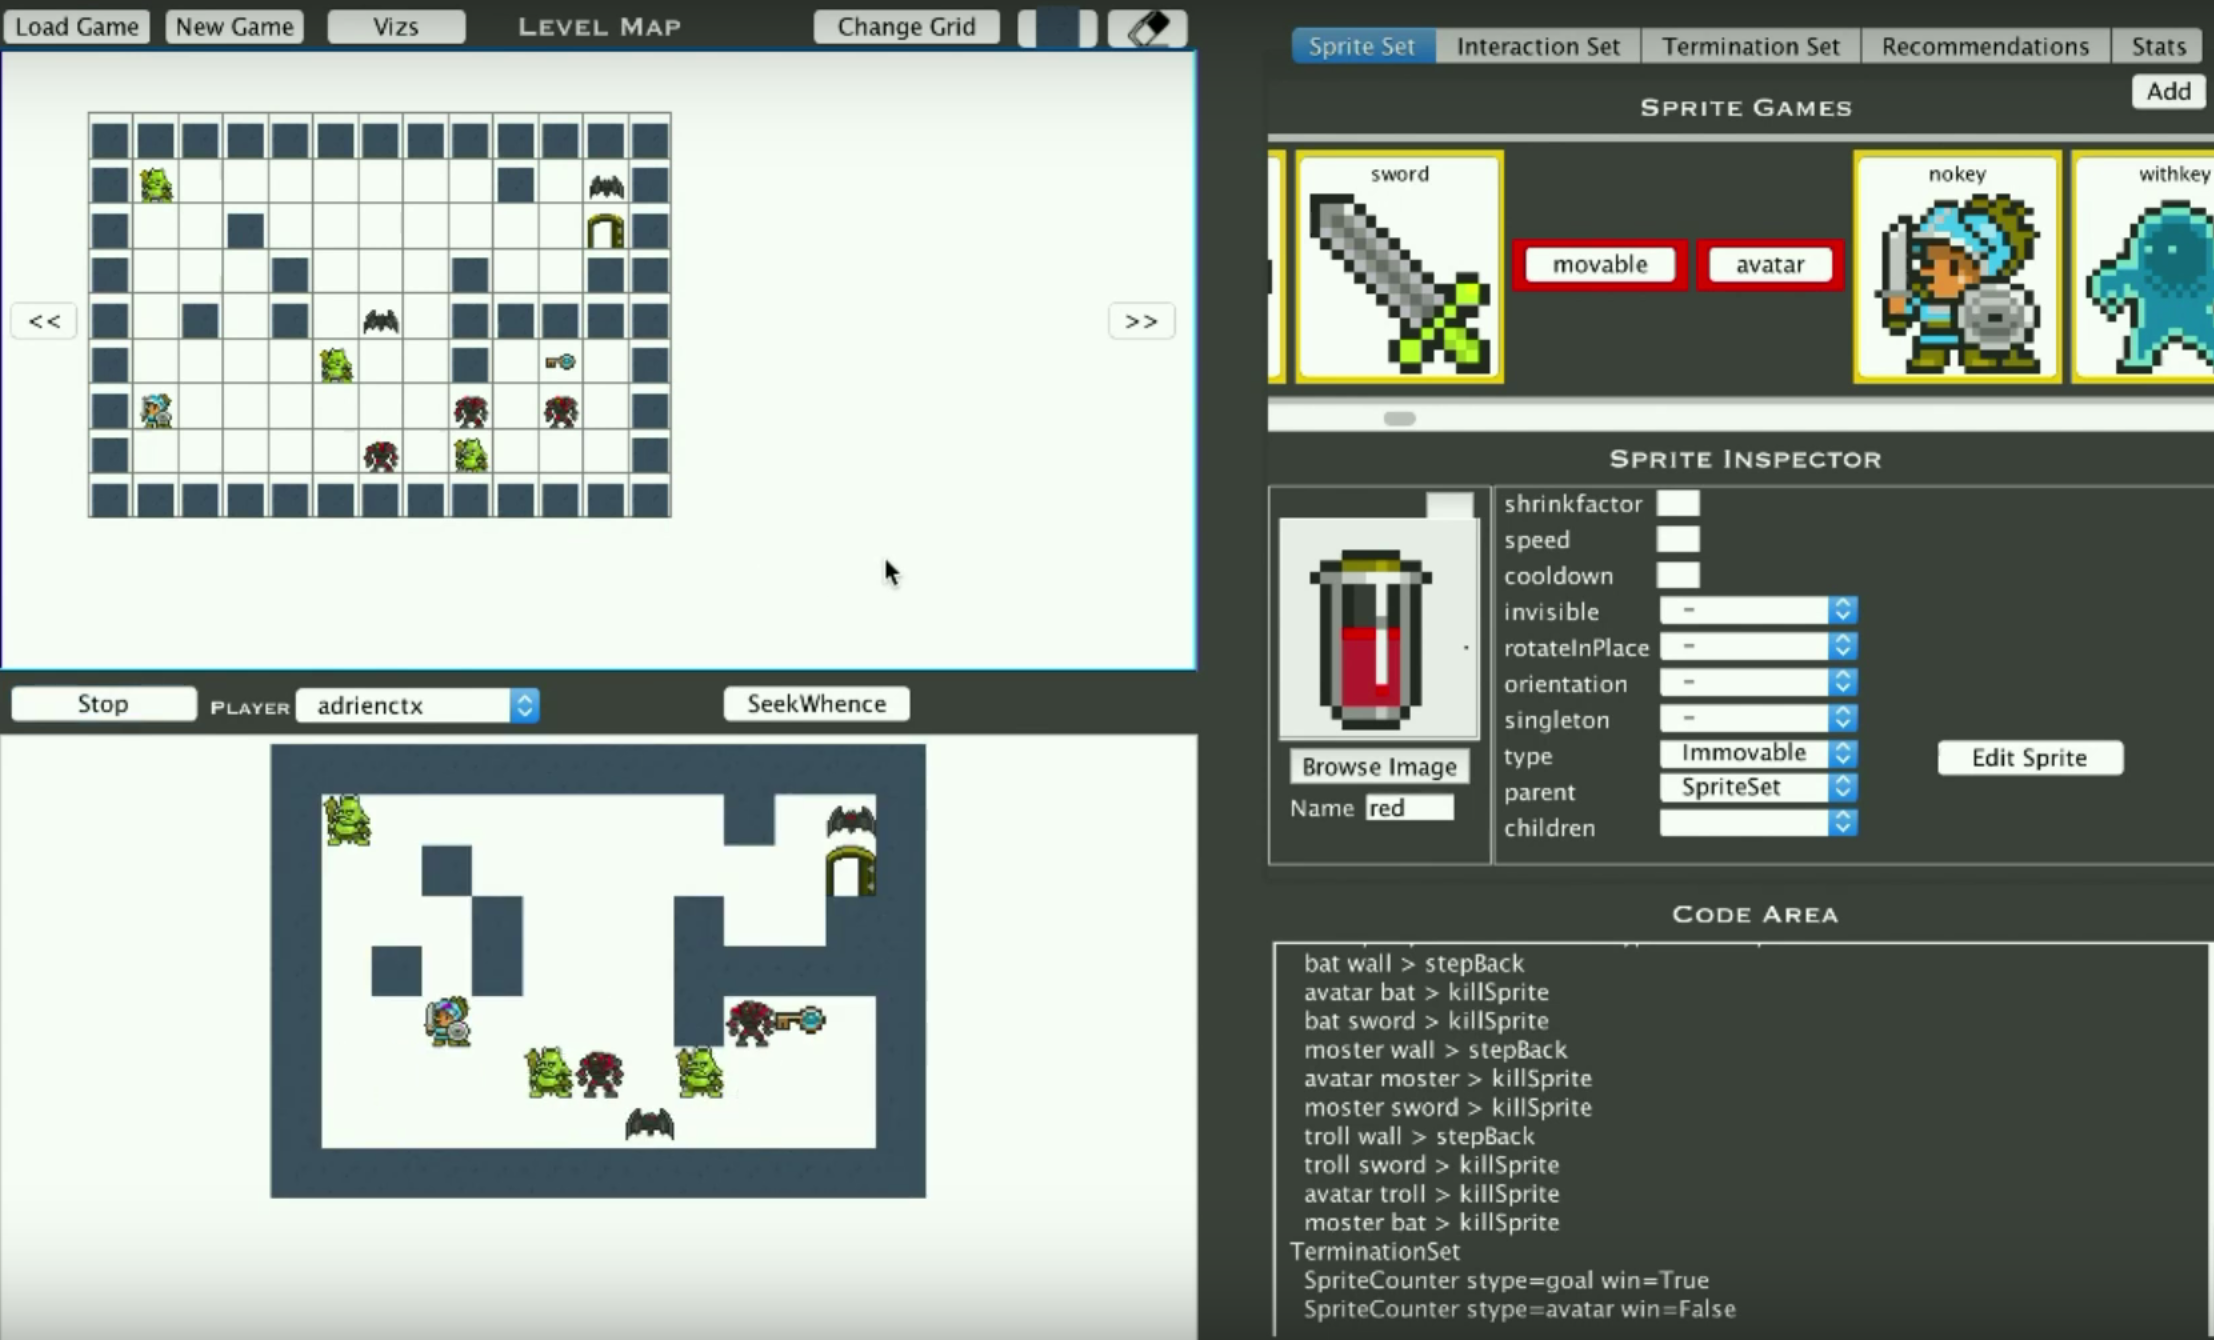 Load Game
New Game
Vizs
LEVEL MAP
Change Grid
<<
>>
Stop
PLAYER
adrienctx
SeekWhence
Sprite Set
Interaction Set
Termination Set
Recommendations
Stats
Add
SPRITE GAMES
sword
movable
avatar
nokey
withkey
SPRITE INSPECTOR
Browse Image
Name red
shrinkfactor
speed
cooldown
invisible -
rotateInPlace -
orientation -
singleton -
type Immovable
parent SpriteSet
children
Edit Sprite
CODE AREA
bat wall > stepBack
avatar bat > killSprite
bat sword > killSprite
moster wall > stepBack
avatar moster > killSprite
moster sword > killSprite
troll wall > stepBack
troll sword > killSprite
avatar troll > killSprite
moster bat > killSprite
TerminationSet
SpriteCounter stype=goal win=True
SpriteCounter stype=avatar win=False